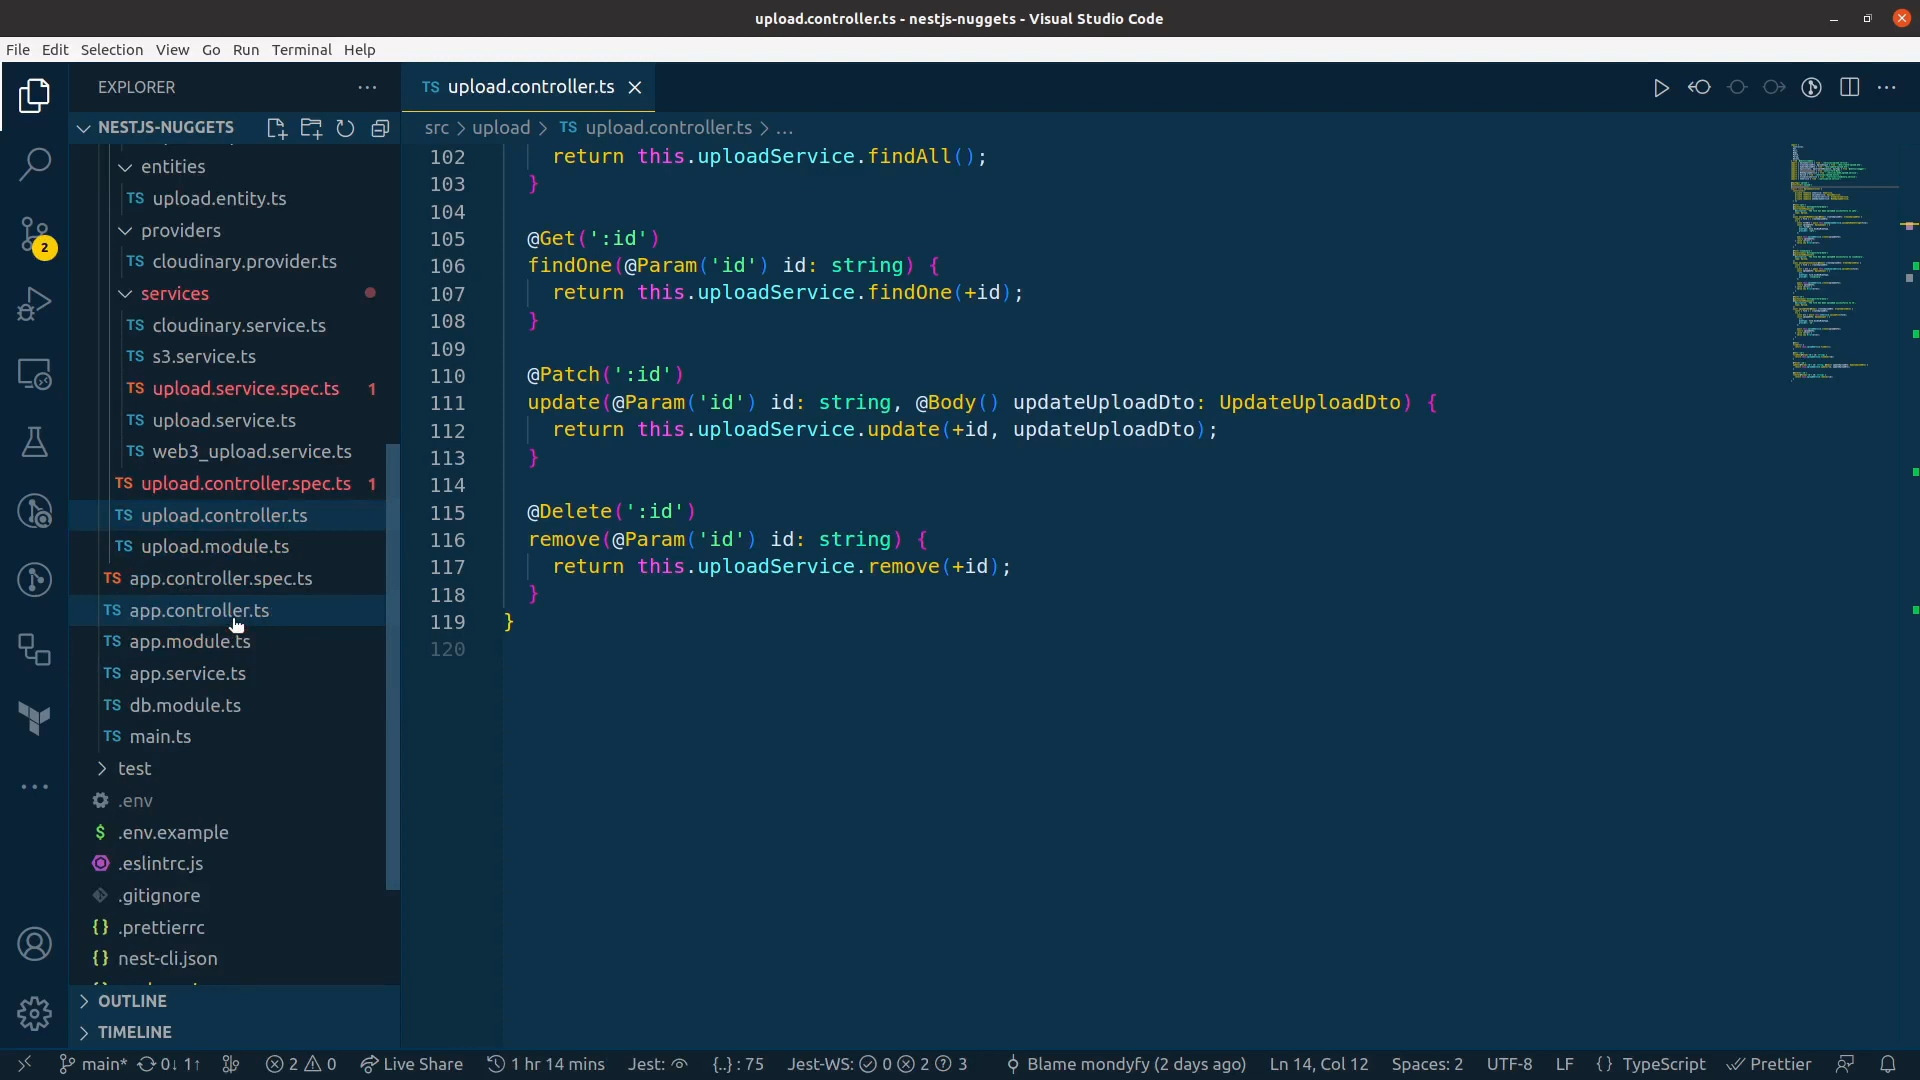 upload.controller.ts - nestjs-nuggets - Visual Studio Code
File Edit Selection View Go Run Terminal Help
EXPLORER
NESTJS-NUGGETS
entities
TS upload.entity.ts
providers
TS cloudinary.provider.ts
services
TS cloudinary.service.ts
TS s3.service.ts
TS upload.service.spec.ts 1
TS upload.service.ts
TS web3_upload.service.ts
TS upload.controller.spec.ts 1
TS upload.controller.ts
TS upload.module.ts
TS app.controller.spec.ts
TS app.controller.ts
TS app.module.ts
TS app.service.ts
TS db.module.ts
TS main.ts
test
.env
$ .env.example
.eslintrc.js
.gitignore
{} .prettierrc
{} nest-cli.json
OUTLINE
TIMELINE
2
TS upload.controller.ts
src > upload > TS upload.controller.ts > ...
102 return this.uploadService.findAll();
103 }
104
105 @Get(':id')
106 findOne(@Param('id') id: string) {
107 return this.uploadService.findOne(+id);
108 }
109
110 @Patch(':id')
111 update(@Param('id') id: string, @Body() updateUploadDto: UpdateUploadDto) {
112 return this.uploadService.update(+id, updateUploadDto);
113 }
114
115 @Delete(':id')
116 remove(@Param('id') id: string) {
117 return this.uploadService.remove(+id);
118 }
119 }
120
main* 0↓ 1↑ 2 0 Live Share 1 hr 14 mins Jest: {..} : 75 Jest-WS: 0 2 3 Blame mondyfy (2 days ago) Ln 14, Col 12 Spaces: 2 UTF-8 LF {} TypeScript Prettier